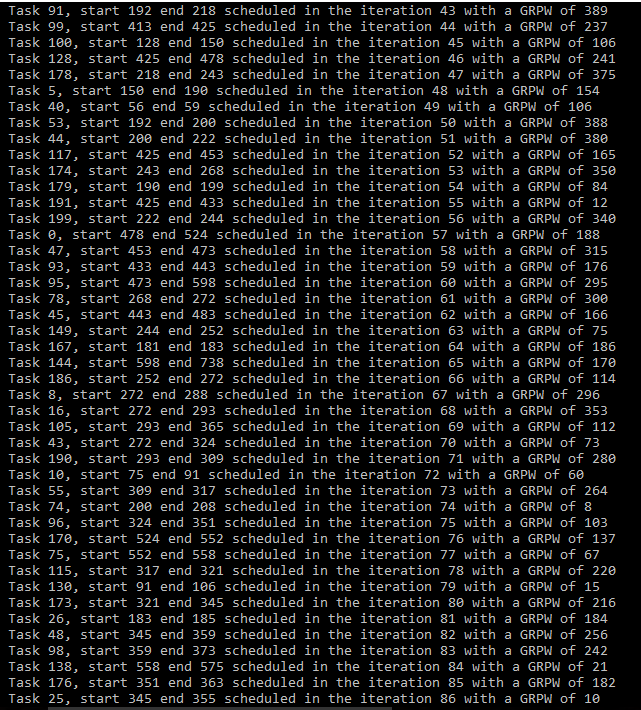 Task 91, start 192 end 218 scheduled in the iteration 43 with a GRPW of 389
Task 99, start 413 end 425 scheduled in the iteration 44 with a GRPW of 237
Task 100, start 128 end 150 scheduled in the iteration 45 with a GRPW of 106
Task 128, start 425 end 478 scheduled in the iteration 46 with a GRPW of 241
Task 178, start 218 end 243 scheduled in the iteration 47 with a GRPW of 375
Task 5, start 150 end 190 scheduled in the iteration 48 with a GRPW of 154
Task 40, start 56 end 59 scheduled in the iteration 49 with a GRPW of 106
Task 53, start 192 end 200 scheduled in the iteration 50 with a GRPW of 388
Task 44, start 200 end 222 scheduled in the iteration 51 with a GRPW of 380
Task 117, start 425 end 453 scheduled in the iteration 52 with a GRPW of 165
Task 174, start 243 end 268 scheduled in the iteration 53 with a GRPW of 350
Task 179, start 190 end 199 scheduled in the iteration 54 with a GRPW of 84
Task 191, start 425 end 433 scheduled in the iteration 55 with a GRPW of 12
Task 199, start 222 end 244 scheduled in the iteration 56 with a GRPW of 340
Task 0, start 478 end 524 scheduled in the iteration 57 with a GRPW of 188
Task 47, start 453 end 473 scheduled in the iteration 58 with a GRPW of 315
Task 93, start 433 end 443 scheduled in the iteration 59 with a GRPW of 176
Task 95, start 473 end 598 scheduled in the iteration 60 with a GRPW of 295
Task 78, start 268 end 272 scheduled in the iteration 61 with a GRPW of 300
Task 45, start 443 end 483 scheduled in the iteration 62 with a GRPW of 166
Task 149, start 244 end 252 scheduled in the iteration 63 with a GRPW of 75
Task 167, start 181 end 183 scheduled in the iteration 64 with a GRPW of 186
Task 144, start 598 end 738 scheduled in the iteration 65 with a GRPW of 170
Task 186, start 252 end 272 scheduled in the iteration 66 with a GRPW of 114
Task 8, start 272 end 288 scheduled in the iteration 67 with a GRPW of 296
Task 16, start 272 end 293 scheduled in the iteration 68 with a GRPW of 353
Task 105, start 293 end 365 scheduled in the iteration 69 with a GRPW of 112
Task 43, start 272 end 324 scheduled in the iteration 70 with a GRPW of 73
Task 190, start 293 end 309 scheduled in the iteration 71 with a GRPW of 280
Task 10, start 75 end 91 scheduled in the iteration 72 with a GRPW of 60
Task 55, start 309 end 317 scheduled in the iteration 73 with a GRPW of 264
Task 74, start 200 end 208 scheduled in the iteration 74 with a GRPW of 8
Task 96, start 324 end 351 scheduled in the iteration 75 with a GRPW of 103
Task 170, start 524 end 552 scheduled in the iteration 76 with a GRPW of 137
Task 75, start 552 end 558 scheduled in the iteration 77 with a GRPW of 67
Task 115, start 317 end 321 scheduled in the iteration 78 with a GRPW of 220
Task 130, start 91 end 106 scheduled in the iteration 79 with a GRPW of 15
Task 173, start 321 end 345 scheduled in the iteration 80 with a GRPW of 216
Task 26, start 183 end 185 scheduled in the iteration 81 with a GRPW of 184
Task 48, start 345 end 359 scheduled in the iteration 82 with a GRPW of 256
Task 98, start 359 end 373 scheduled in the iteration 83 with a GRPW of 242
Task 138, start 558 end 575 scheduled in the iteration 84 with a GRPW of 21
Task 176, start 351 end 363 scheduled in the iteration 85 with a GRPW of 182
Task 25, start 345 end 355 scheduled in the iteration 86 with a GRPW of 10